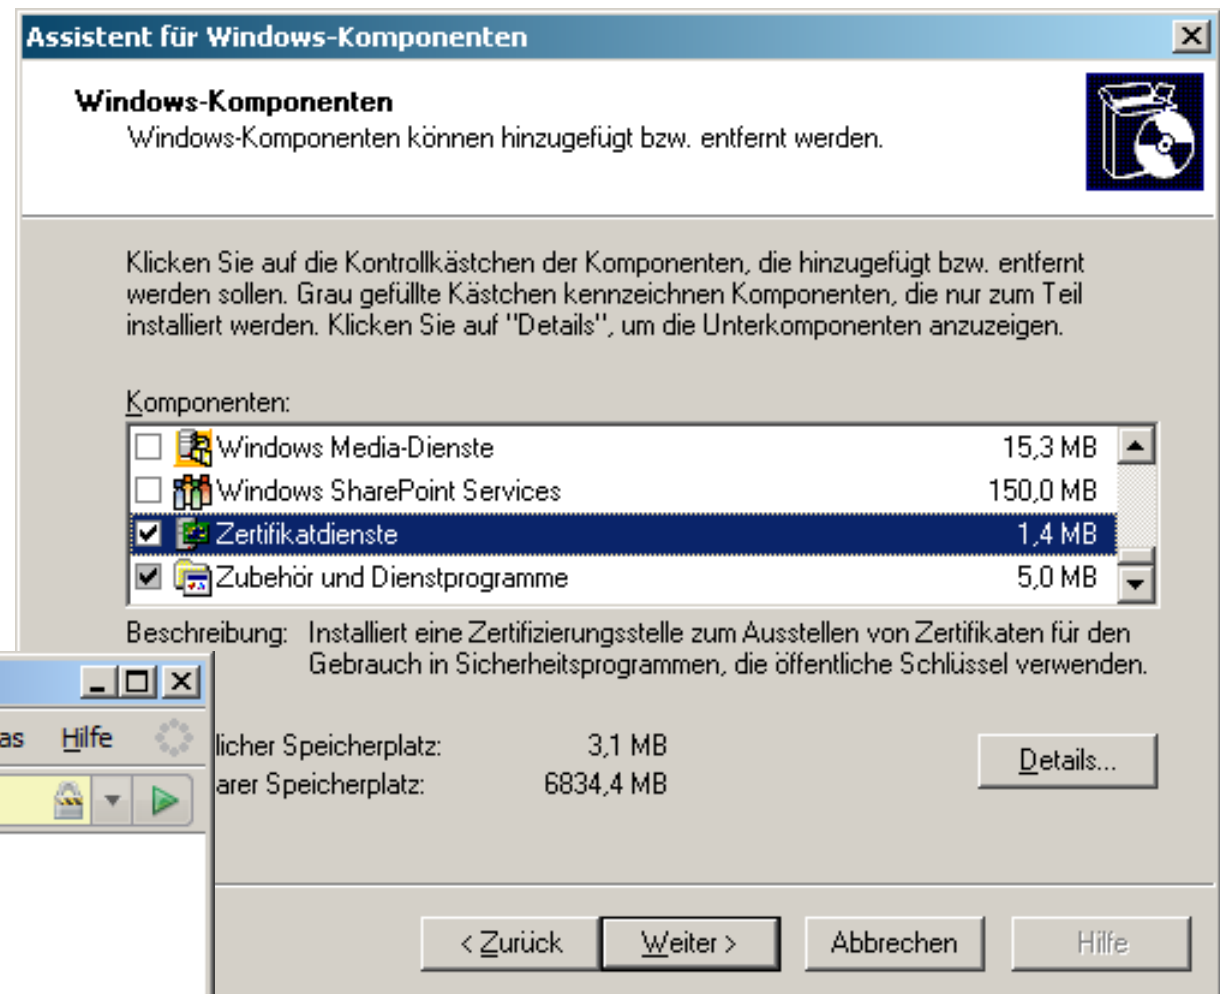 Assistent für Windows-Komponenten
Windows-Komponenten
Windows-Komponenten können hinzugefügt bzw. entfernt werden.
Klicken Sie auf die Kontrollkästchen der Komponenten, die hinzugefügt bzw. entfernt
werden sollen. Grau gefüllte Kästchen kennzeichnen Komponenten, die nur zum Teil
installiert werden. Klicken Sie auf "Details", um die Unterkomponenten anzuzeigen.
Komponenten:
Windows Media-Dienste 15,3 MB
Windows SharePoint Services 150,0 MB
Zertifikatdienste 1,4 MB
Zubehör und Dienstprogramme 5,0 MB
Beschreibung: Installiert eine Zertifizierungsstelle zum Ausstellen von Zertifikaten für den
Gebrauch in Sicherheitsprogrammen, die öffentliche Schlüssel verwenden.
as Hilfe
licher Speicherplatz: 3,1 MB
arer Speicherplatz: 6834,4 MB
Details...
< Zurück Weiter > Abbrechen Hilfe